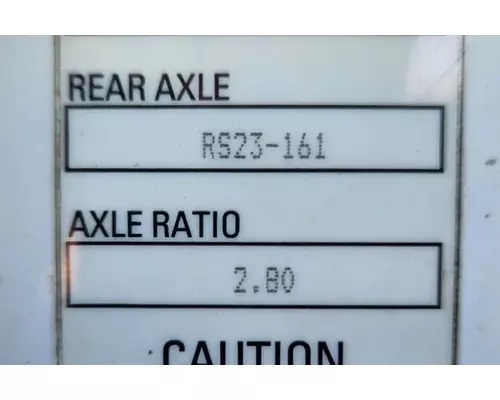 REAR AXLE
RS23-161
AXLE RATIO
2.80
CAUTION